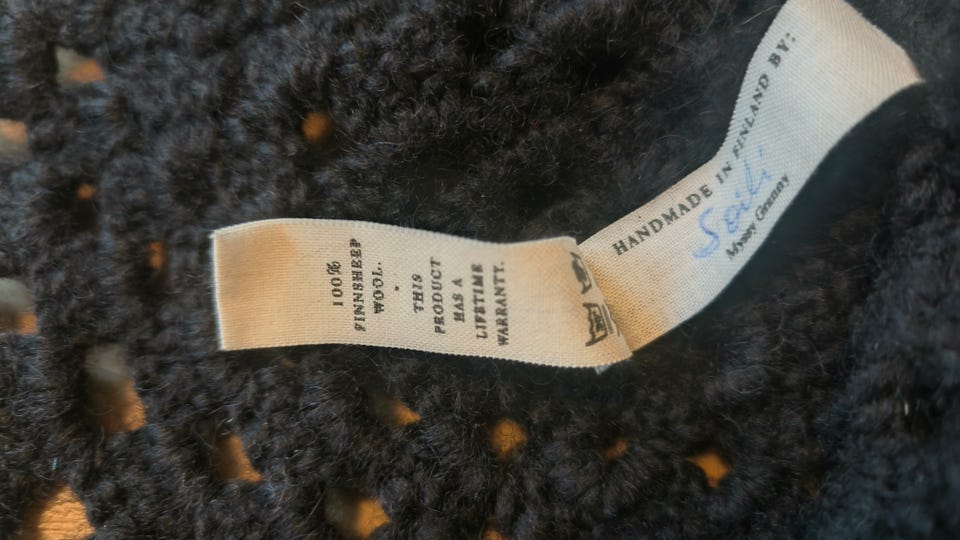 100%
FINNSHEEP
WOOL.
THIS
PRODUCT
HAS A
LIFETIME
WARRANTY.
HANDMADE IN FINLAND BY:
Soili
Myssy Granny